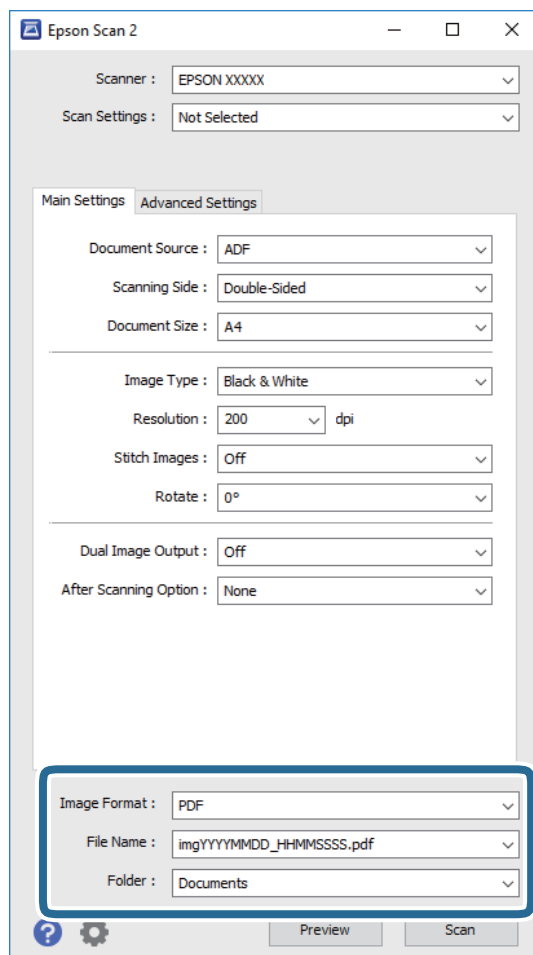 Epson Scan 2
Scanner : EPSON XXXXX
Scan Settings : Not Selected
Main Settings Advanced Settings
Document Source : ADF
Scanning Side : Double-Sided
Document Size : A4
Image Type : Black & White
Resolution : 200 dpi
Stitch Images : Off
Rotate : 0°
Dual Image Output : Off
After Scanning Option : None
Image Format : PDF
File Name : imgYYYYMMDD_HHMMSSSS.pdf
Folder : Documents
? Preview Scan